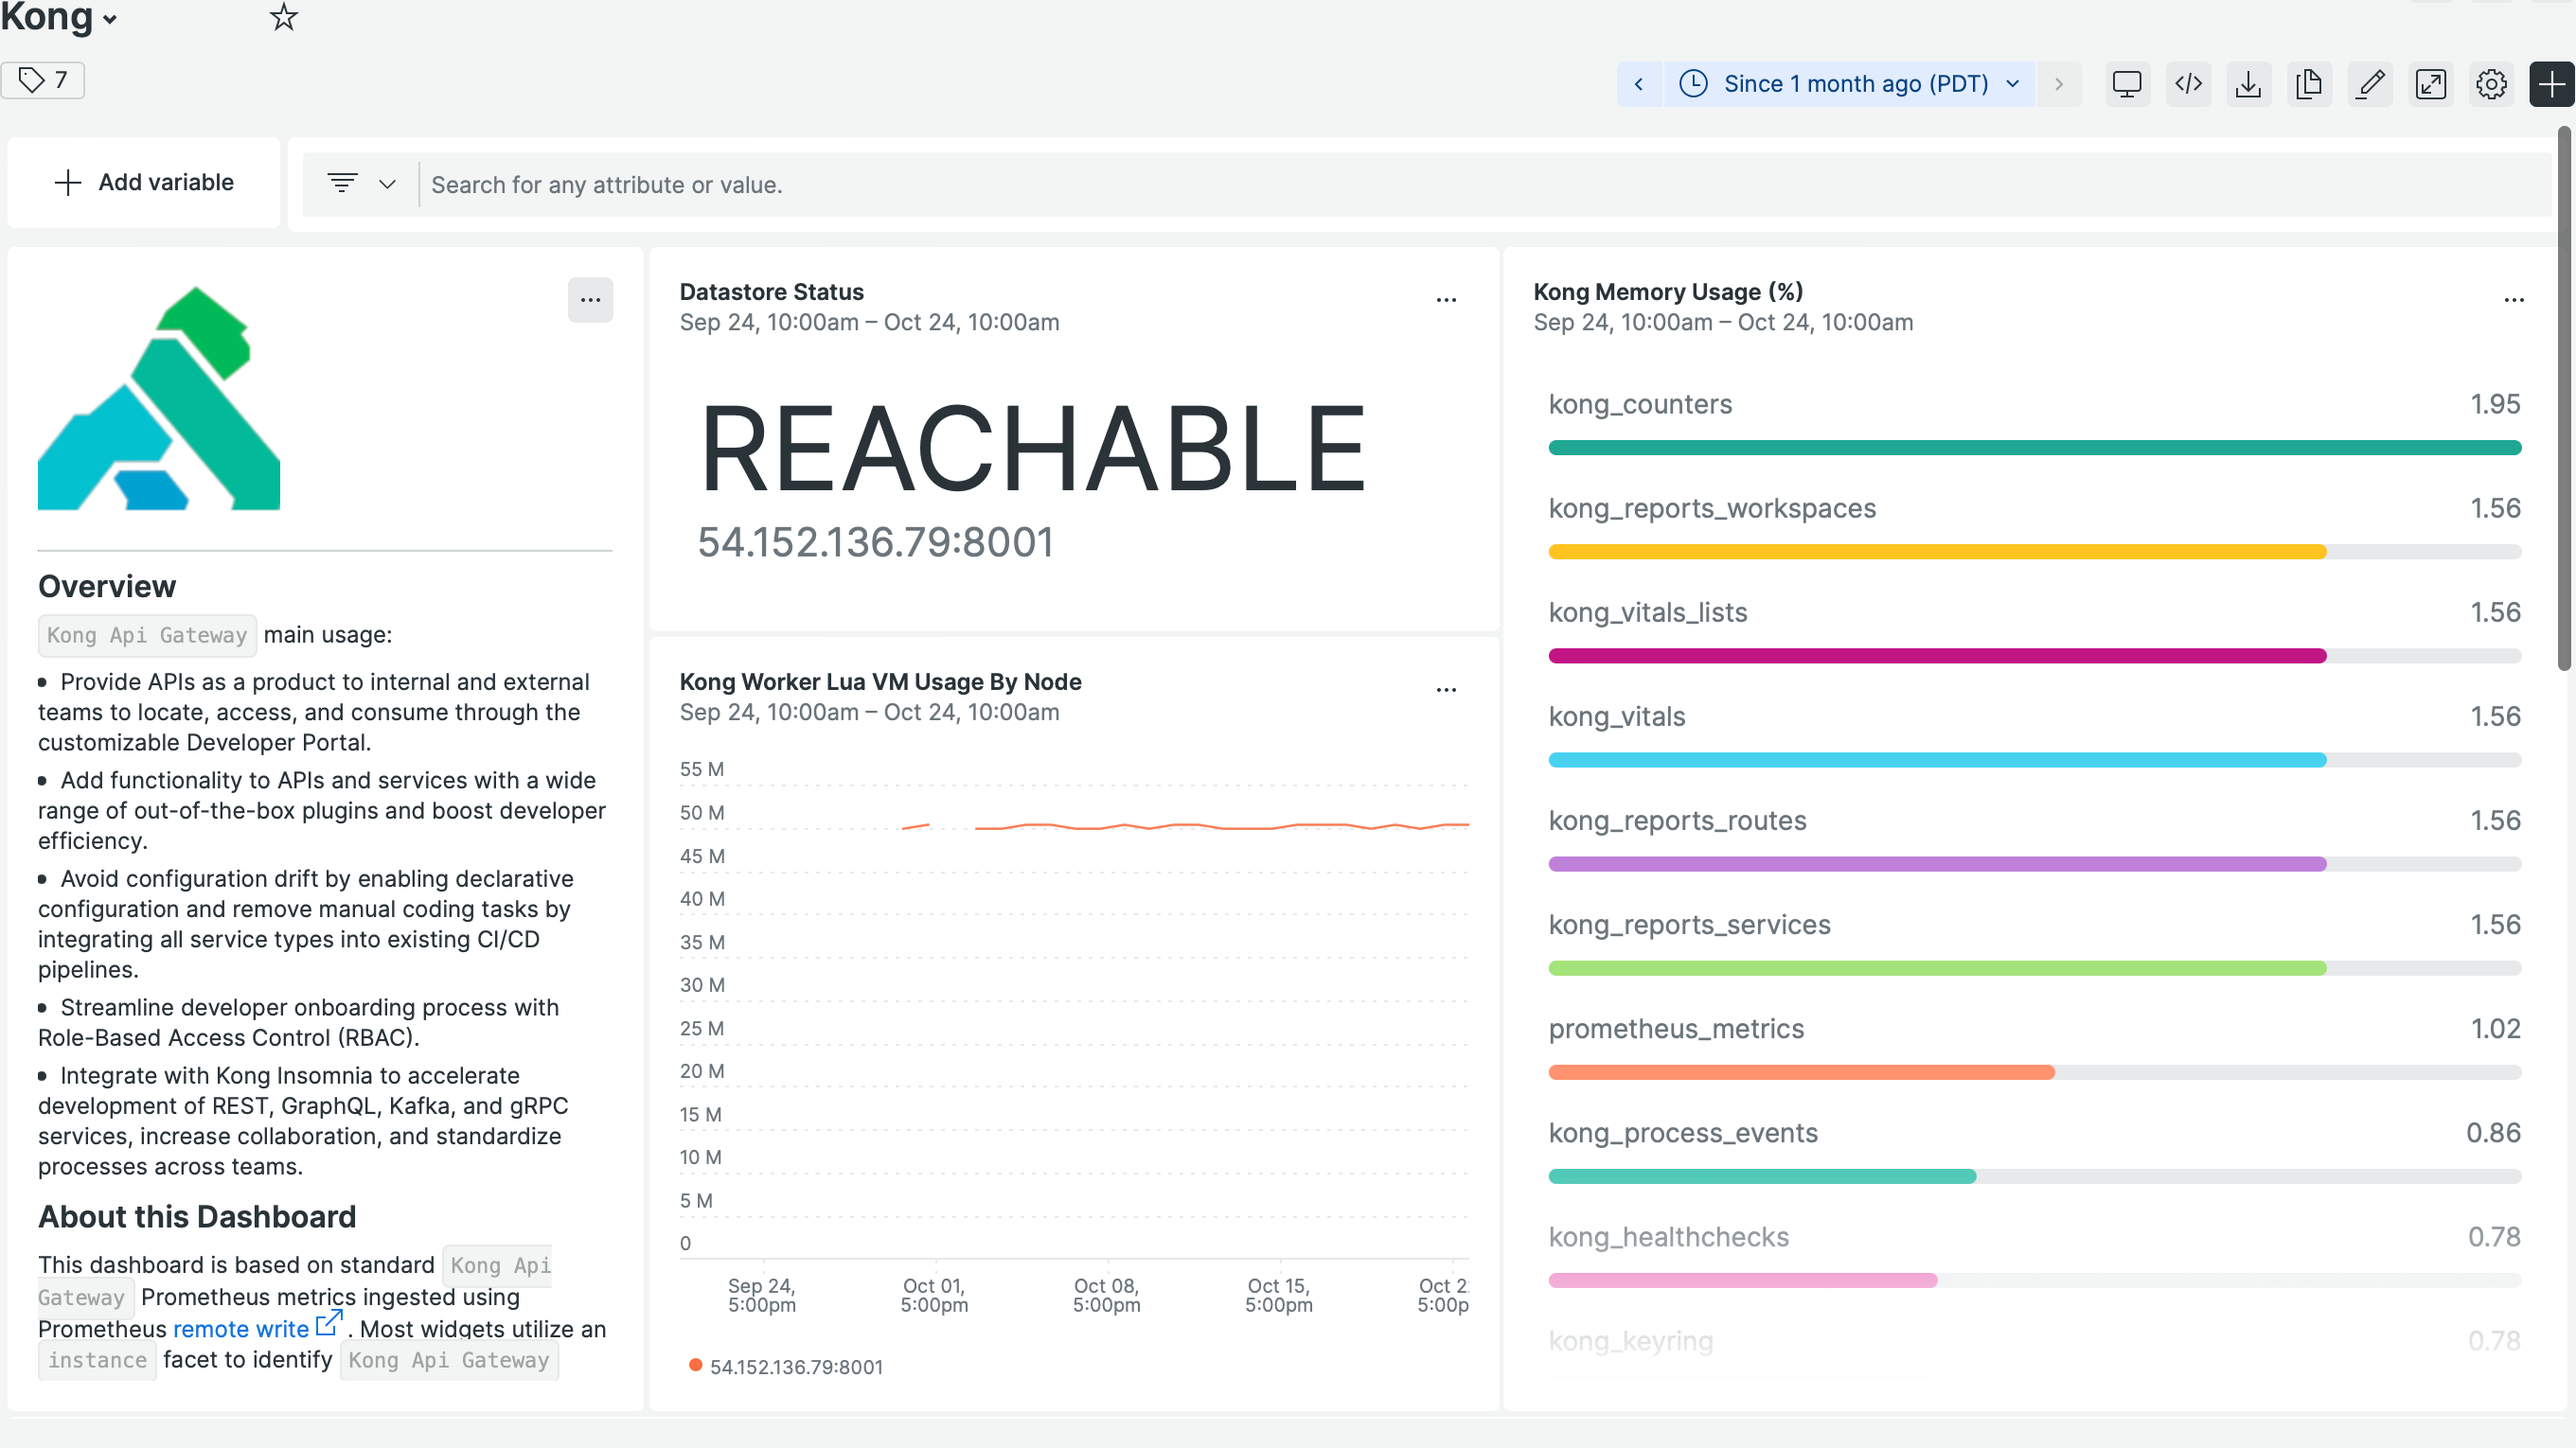 Kong
7
Since 1 month ago (PDT)
Add variable
Search for any attribute or value.
Overview
Kong Api Gateway main usage:
• Provide APIs as a product to internal and external
teams to locate, access, and consume through the
customizable Developer Portal.
• Add functionality to APIs and services with a wide
range of out-of-the-box plugins and boost developer
efficiency.
• Avoid configuration drift by enabling declarative
configuration and remove manual coding tasks by
integrating all service types into existing CI/CD
pipelines.
• Streamline developer onboarding process with
Role-Based Access Control (RBAC).
• Integrate with Kong Insomnia to accelerate
development of REST, GraphQL, Kafka, and gRPC
services, increase collaboration, and standardize
processes across teams.
About this Dashboard
This dashboard is based on standard Kong Api
Gateway Prometheus metrics ingested using
Prometheus remote write . Most widgets utilize an
instance facet to identify Kong Api Gateway
Datastore Status
Sep 24, 10:00am – Oct 24, 10:00am
REACHABLE
54.152.136.79:8001
Kong Worker Lua VM Usage By Node
Sep 24, 10:00am – Oct 24, 10:00am
55 M
50 M
45 M
40 M
35 M
30 M
25 M
20 M
15 M
10 M
5 M
0
Sep 24, Oct 01, Oct 08, Oct 15, Oct 2
5:00pm 5:00pm 5:00pm 5:00pm 5:00p
54.152.136.79:8001
Kong Memory Usage (%)
Sep 24, 10:00am – Oct 24, 10:00am
kong_counters 1.95
kong_reports_workspaces 1.56
kong_vitals_lists 1.56
kong_vitals 1.56
kong_reports_routes 1.56
kong_reports_services 1.56
prometheus_metrics 1.02
kong_process_events 0.86
kong_healthchecks 0.78
kong_keyring 0.78